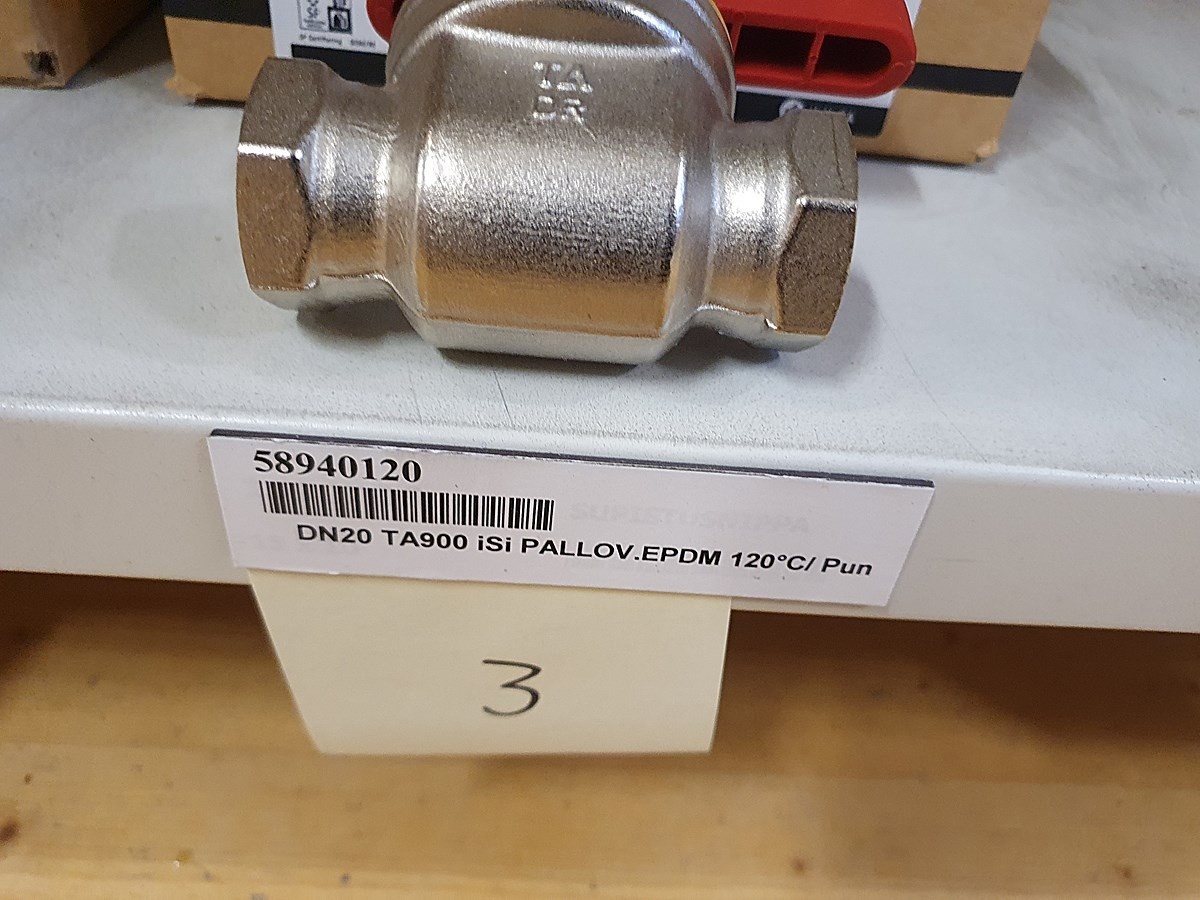 TA
DR
58940120
DN20 TA900 iSi PALLOV.EPDM 120°C/ Pun
3